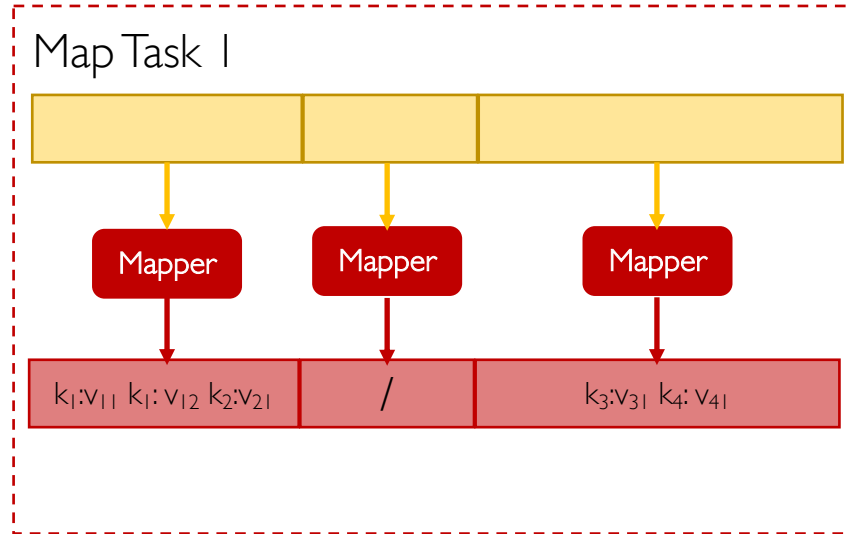 Map Task 1
Mapper Mapper Mapper
k₁:v₁₁ k₁: v₁₂ k₂:v₂₁ / k₃:v₃₁ k₄: v₄₁